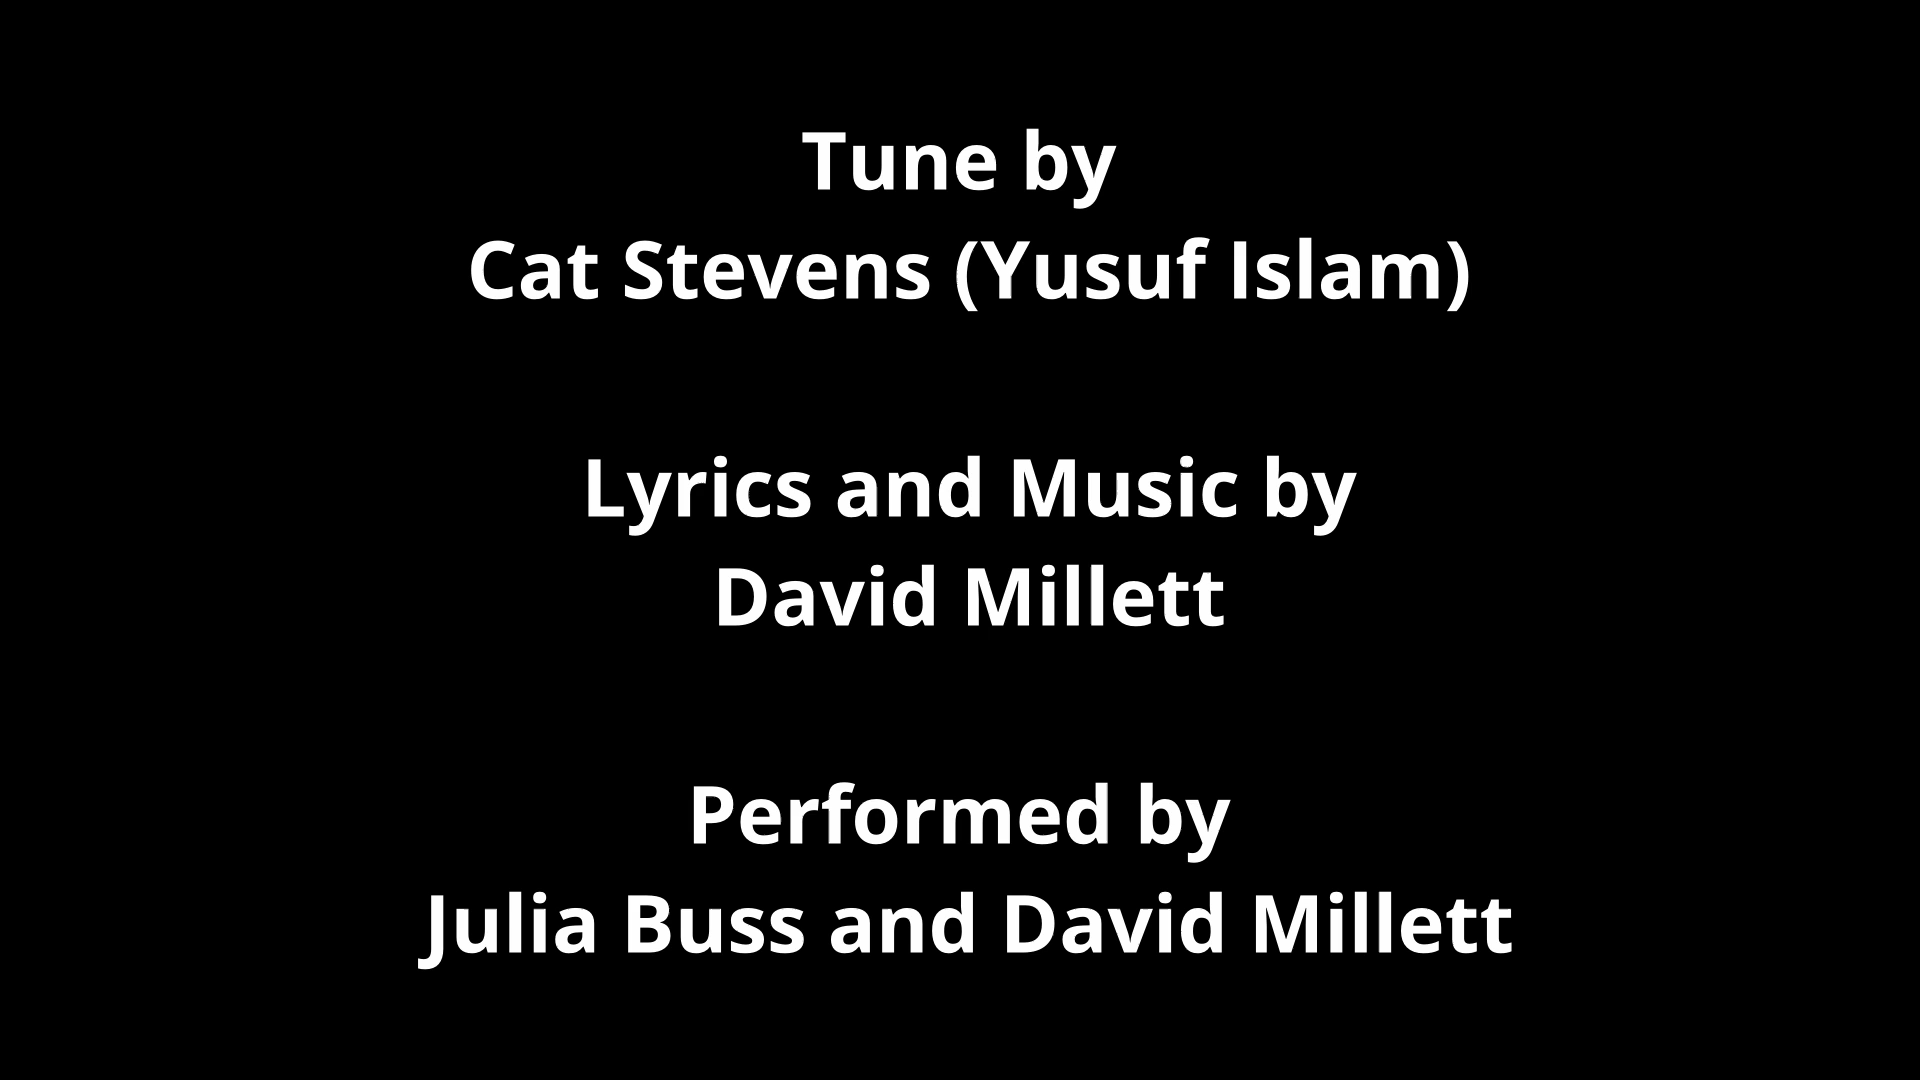 Tune by
Cat Stevens (Yusuf Islam)
Lyrics and Music by
David Millett
Performed by
Julia Buss and David Millett